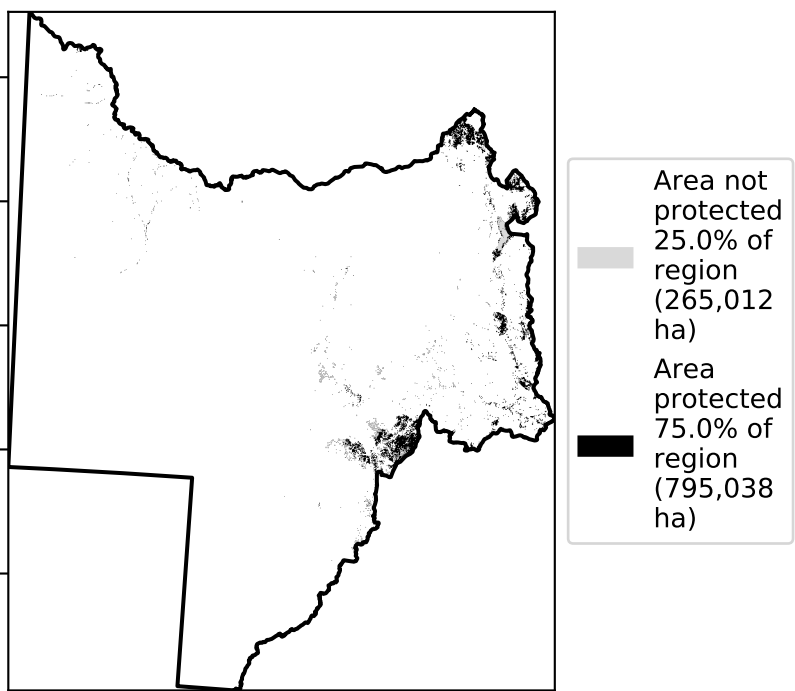 Area not
protected
25.0% of
region
(265,012
ha)
Area
protected
75.0% of
region
(795,038
ha)